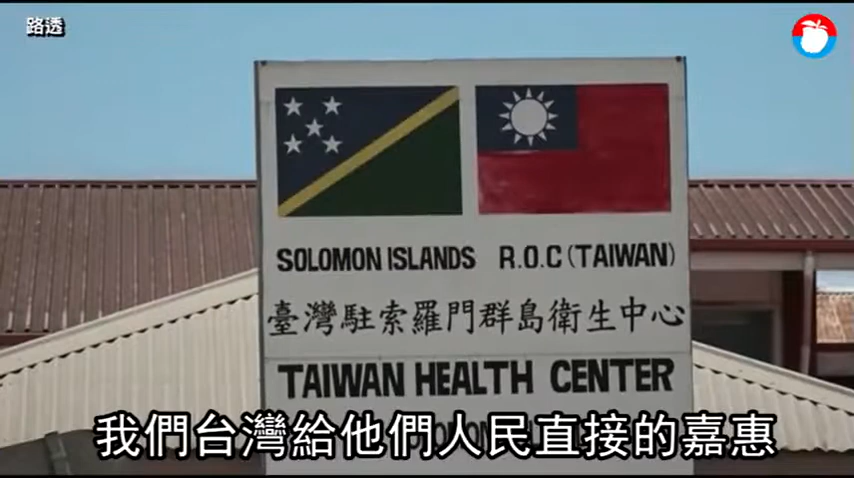 路透
SOLOMON ISLANDS R.O.C (TAIWAN)
臺灣駐索羅門群島衛生中心
TAIWAN HEALTH CENTER
我們台灣給他們人民直接的嘉惠